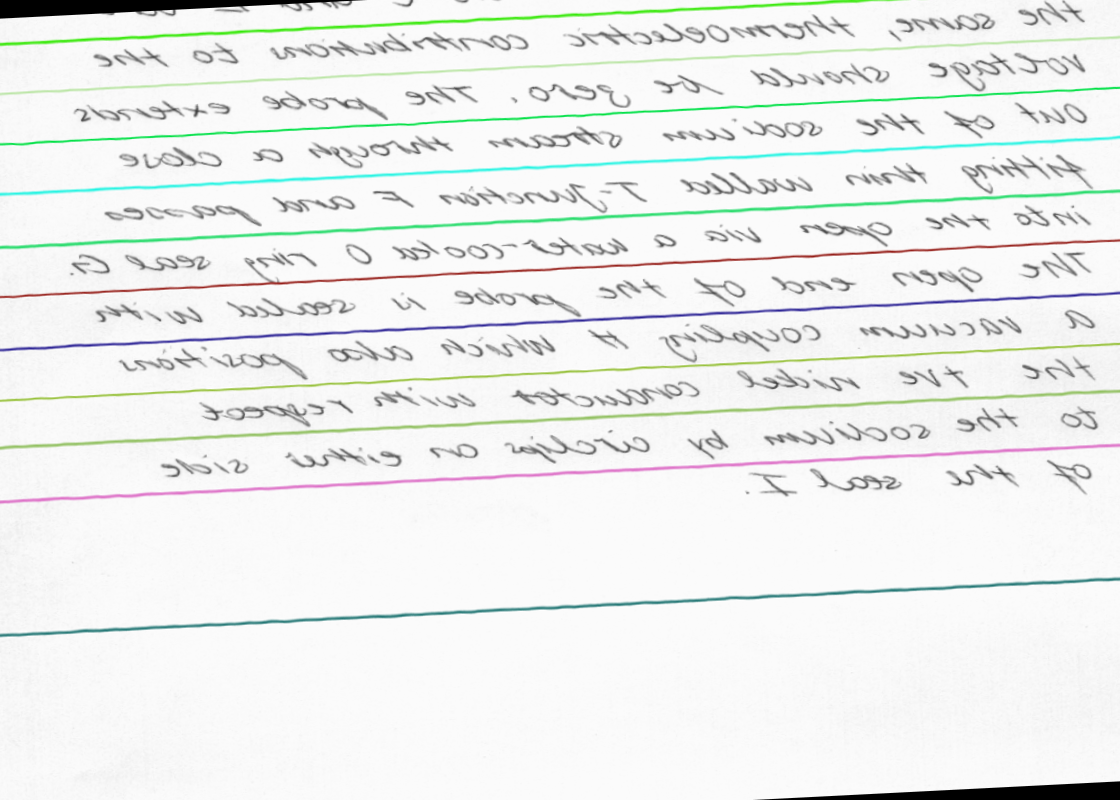 the same, thermoelectric contributions to the
voltage should be zero. The probe extends
out of the sodium stream through a close
fitting thin walled T-Junction F and passes
into the open via a water-cooled O ring seal G.
The open end of the probe is sealed with
a vacuum coupling H which also positions
the +ve nickel conductor with respect
to the sodium by circlips on either side
of the seal I.